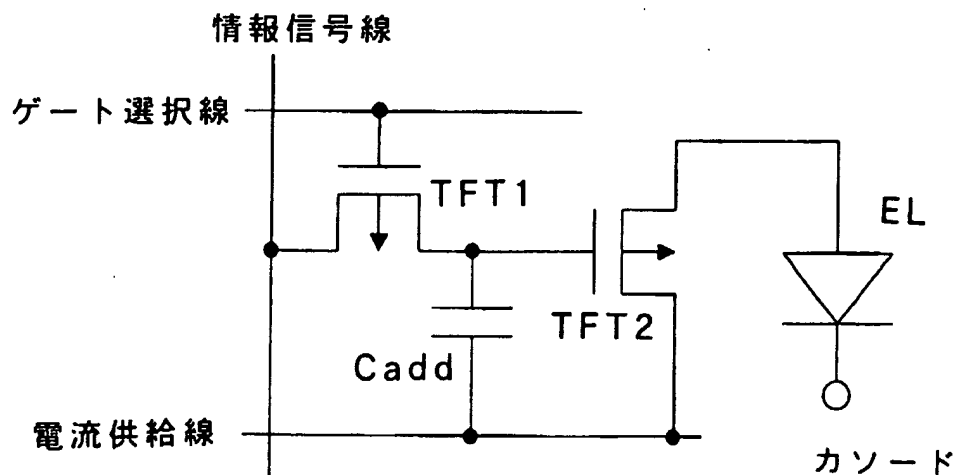 情報信号線
ゲート選択線
TFT1
EL
TFT2
Cadd
電流供給線
カソード